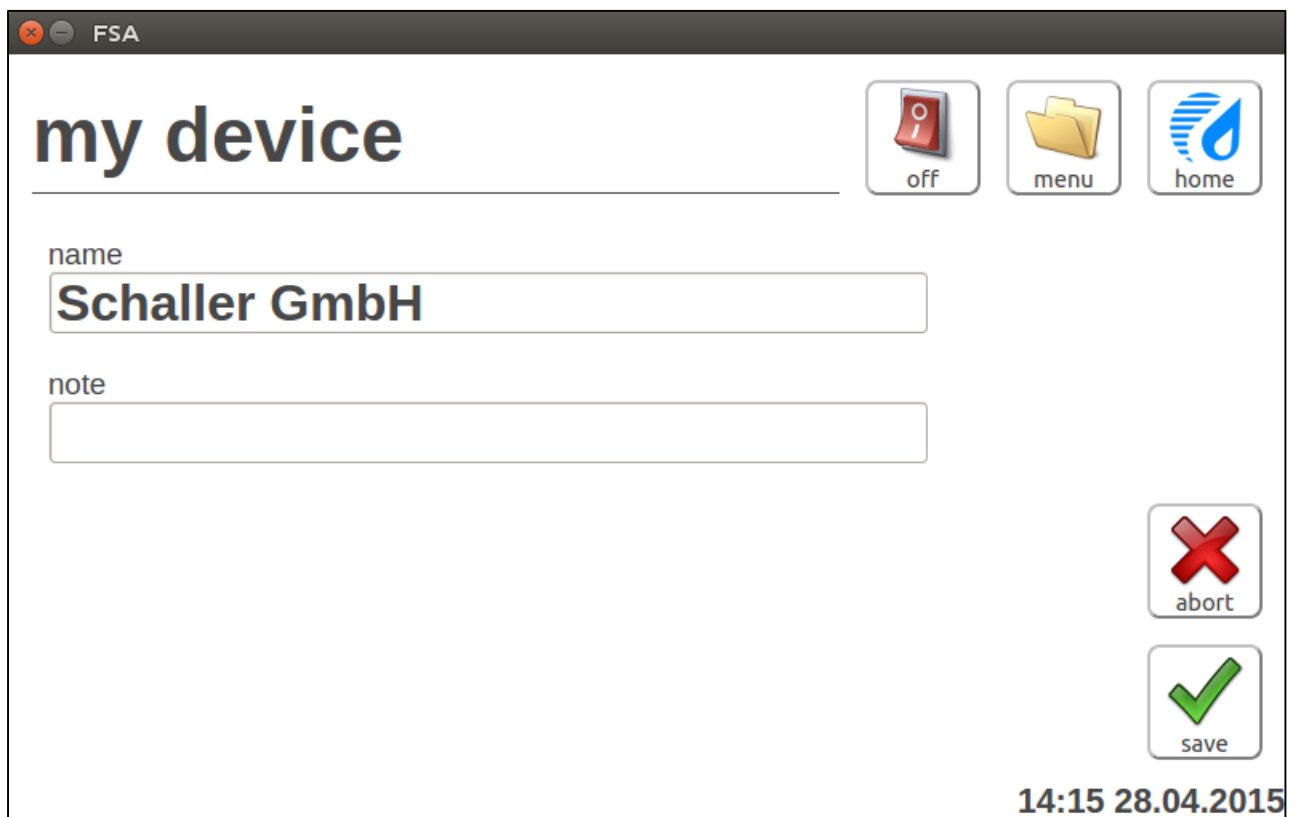 FSA
my device
off
menu
home
name
Schaller GmbH
note
abort
save
14:15 28.04.2015